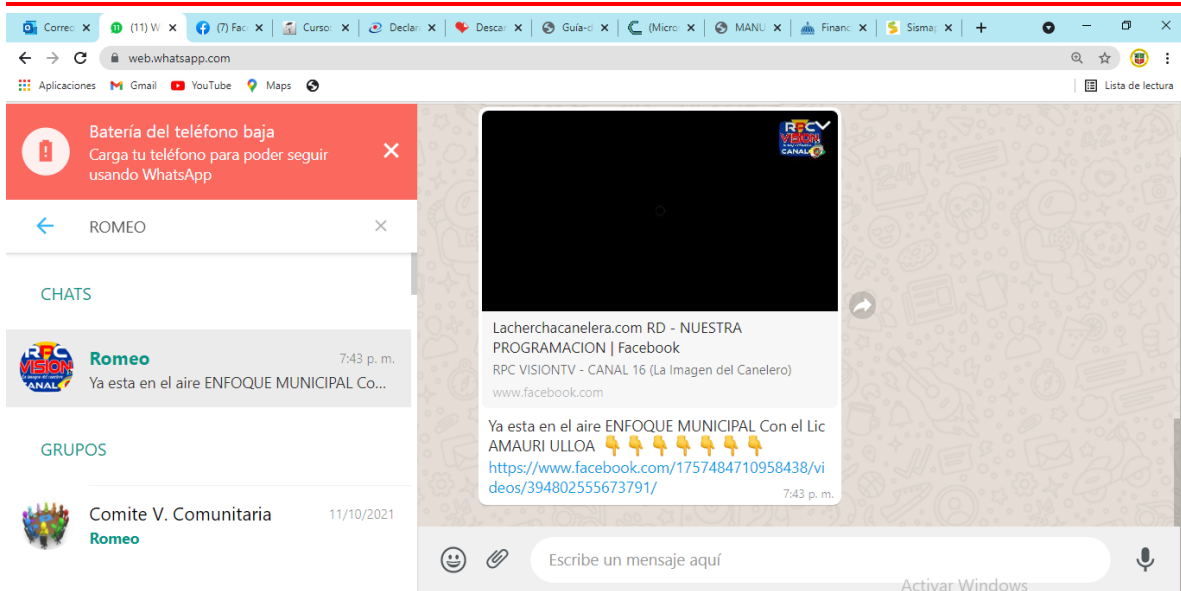 Correo
(11) W
(7) Fac
Curso:
Declar
Descar
Guía-d
(Micros
MANU
Financ
Sismap
web.whatsapp.com
Aplicaciones
Gmail
YouTube
Maps
Lista de lectura
Batería del teléfono baja
Carga tu teléfono para poder seguir
usando WhatsApp
ROMEO
CHATS
Romeo
7:43 p. m.
Ya esta en el aire ENFOQUE MUNICIPAL Co...
GRUPOS
Comite V. Comunitaria
11/10/2021
Romeo
RPC
VISION
CANAL
Lacherchacanelera.com RD - NUESTRA
PROGRAMACION | Facebook
RPC VISIONTV - CANAL 16 (La Imagen del Canelero)
www.facebook.com
Ya esta en el aire ENFOQUE MUNICIPAL Con el Lic
AMAURI ULLOA 👇👇👇👇👇👇👇
https://www.facebook.com/1757484710958438/vi
deos/394802555673791/
7:43 p. m.
Escribe un mensaje aquí
Activar Windows